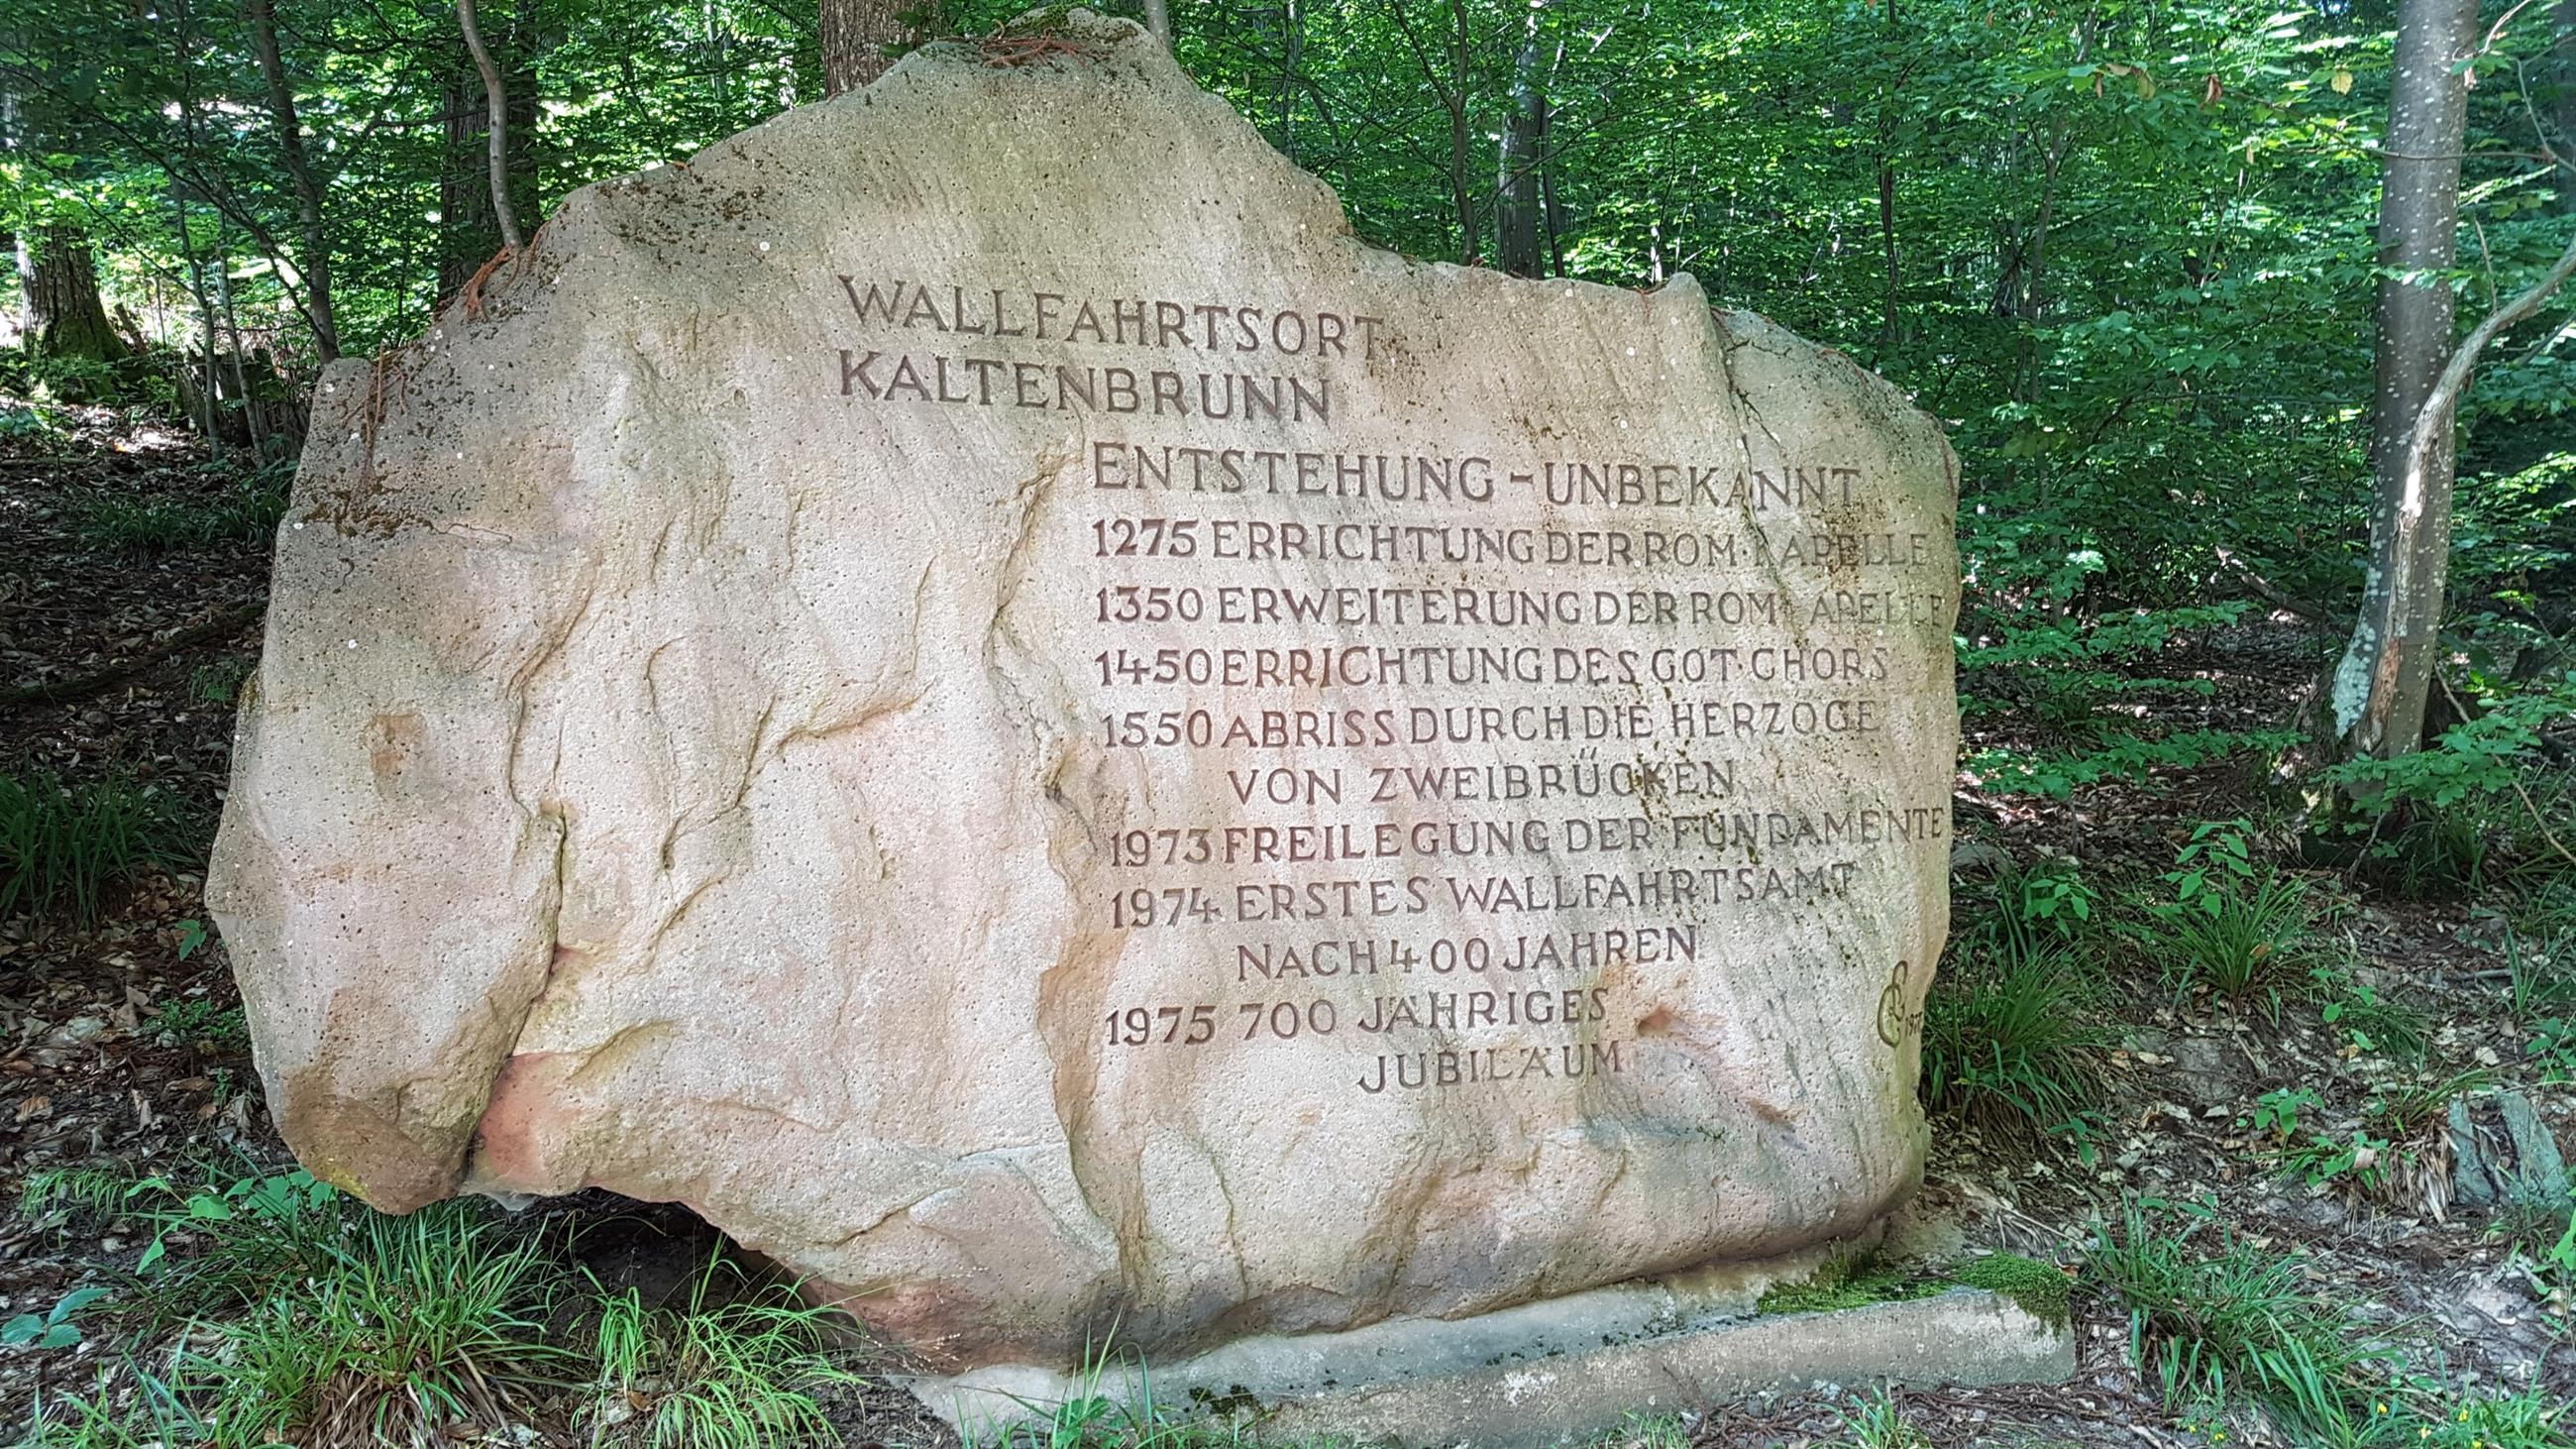 WALLFAHRTSORT
KALTENBRUNN
ENTSTEHUNG - UNBEKANNT
1275 ERRICHTUNG DER ROM. KAPELLE
1350 ERWEITERUNG DER ROM. KAPELLE
1450 ERRICHTUNG DES GOT. CHORS
1550 ABRISS DURCH DIE HERZÖGE
VON ZWEIBRÜCKEN
1973 FREILEGUNG DER FUNDAMENTE
1974 ERSTES WALLFAHRTSAMT
NACH 400 JAHREN
1975 700 JÄHRIGES
JUBILÄUM